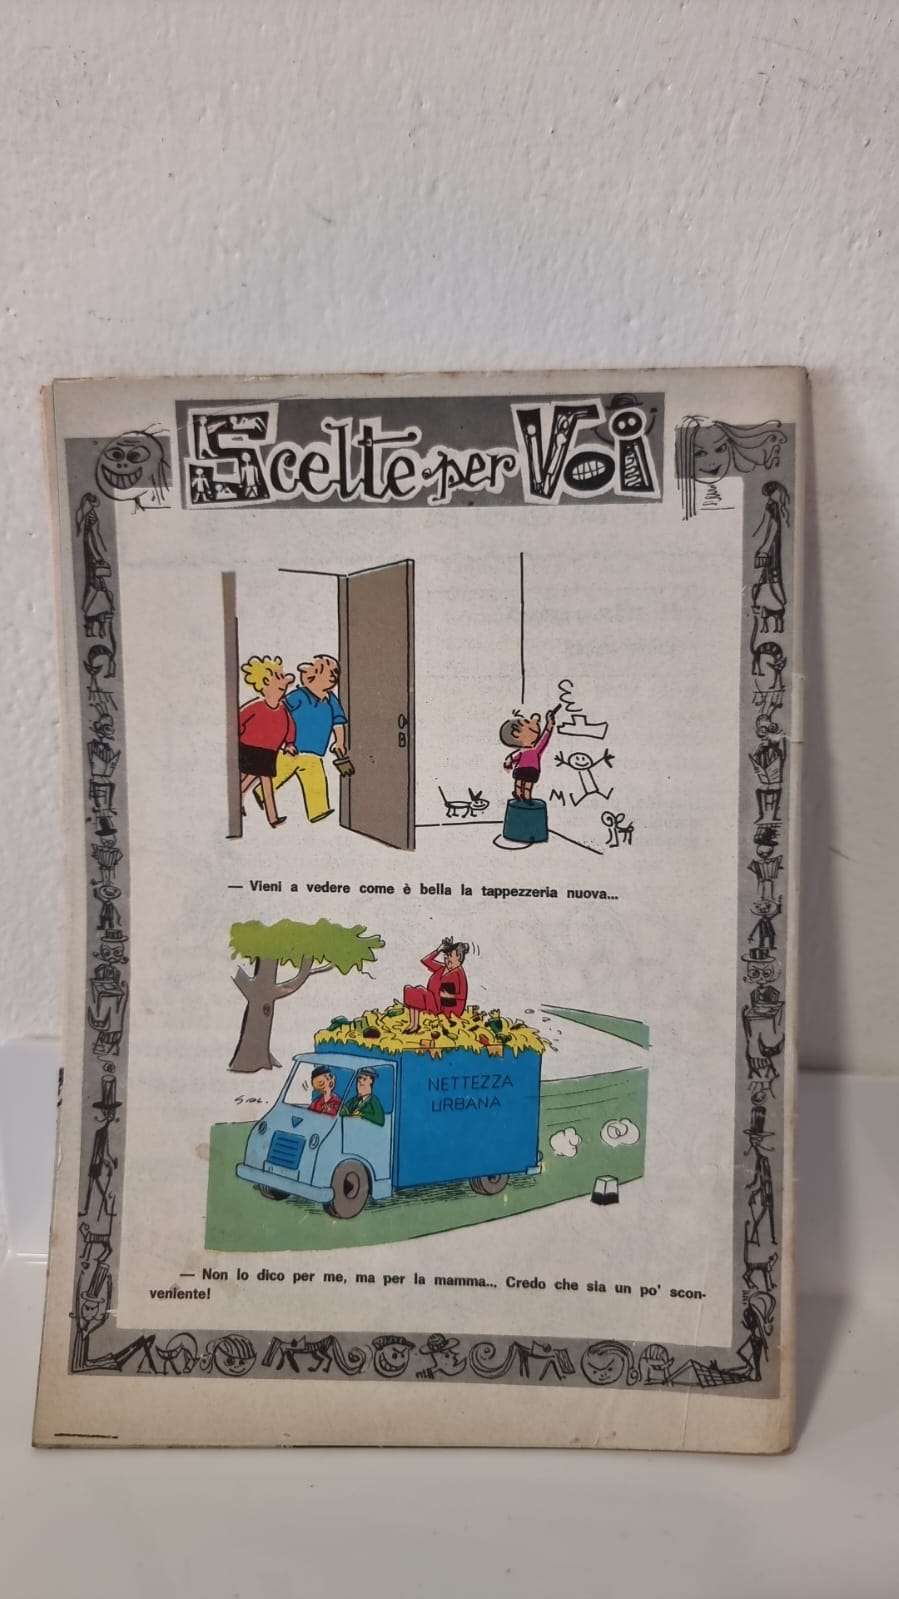 Scelte per Voi
— Vieni a vedere come è bella la tappezzeria nuova...
NETTEZZA
URBANA
— Non lo dico per me, ma per la mamma... Credo che sia un po' scon-
veniente!